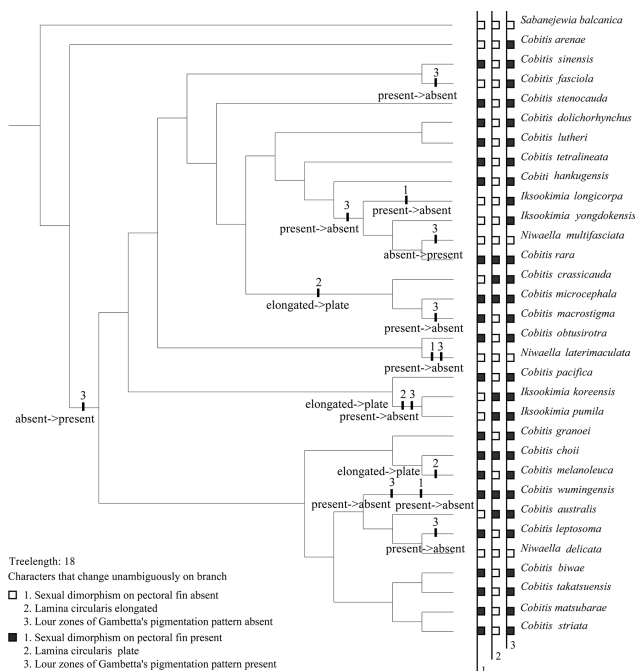 Sabanejewia balcanica
Cobitis arenae
Cobitis sinensis
3
Cobitis fasciola
present->absent
Cobitis stenocauda
Cobitis dolichorhynchus
Cobitis lutheri
Cobitis tetralineata
Cobiti hankugensis
1
Iksookimia longicorpa
3
present->absent
Iksookimia yongdokensis
present->absent
3
Niwaella multifasciata
absent->present
Cobitis rara
2
Cobitis crassicauda
elongated->plate
Cobitis microcephala
3
Cobitis macrostigma
present->absent
Cobitis obtusirotra
1 3
Niwaella laterimaculata
present->absent
Cobitis pacifica
3
2 3
Iksookimia koreensis
elongated->plate
absent->present
present->absent
Iksookimia pumila
Cobitis granoei
Cobitis choii
2
elongated->plate
Cobitis melanoleuca
3
1
Cobitis wumingensis
present->absent
present->absent
Cobitis australis
3
Cobitis leptosoma
present->absent
Niwaella delicata
Treelength: 18
Cobitis biwae
Characters that change unambiguously on branch
Cobitis takatsuensis
1. Sexual dimorphism on pectoral fin absent
2. Lamina circularis elongated
Cobitis matsubarae
3. Lour zones of Gambetta's pigmentation pattern absent
Cobitis striata
1. Sexual dimorphism on pectoral fin present
3
2. Lamina circularis plate
2
3. Lour zones of Gambetta's pigmentation pattern present
1